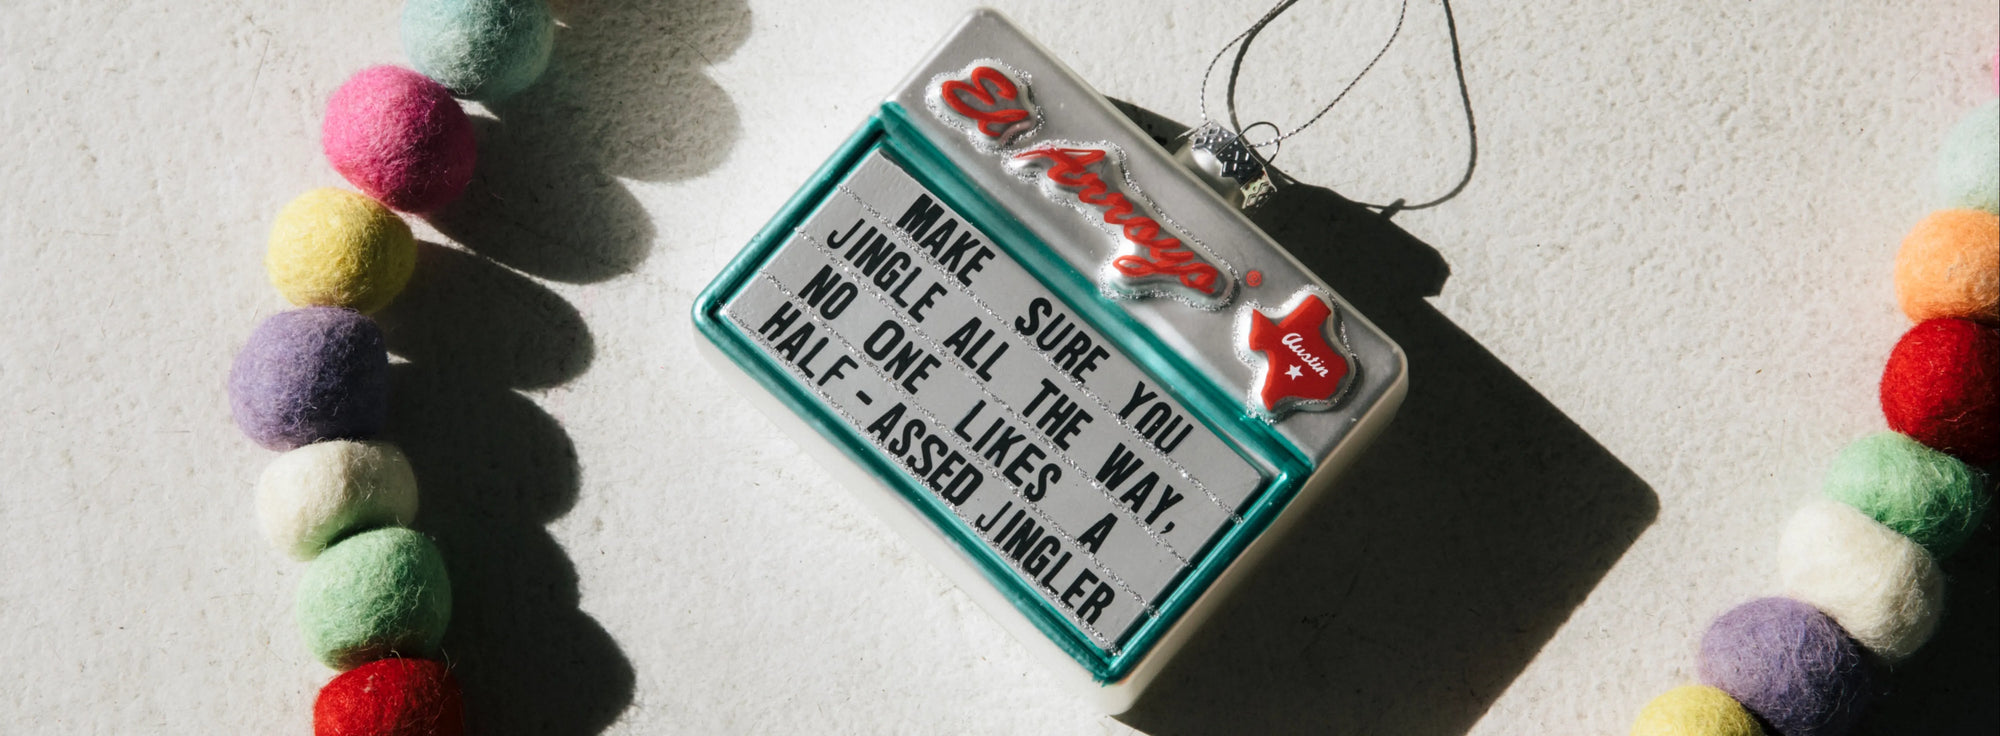 El Arroyo
Austin
MAKE SURE YOU
JINGLE ALL THE WAY,
NO ONE LIKES A
HALF-ASSED JINGLER